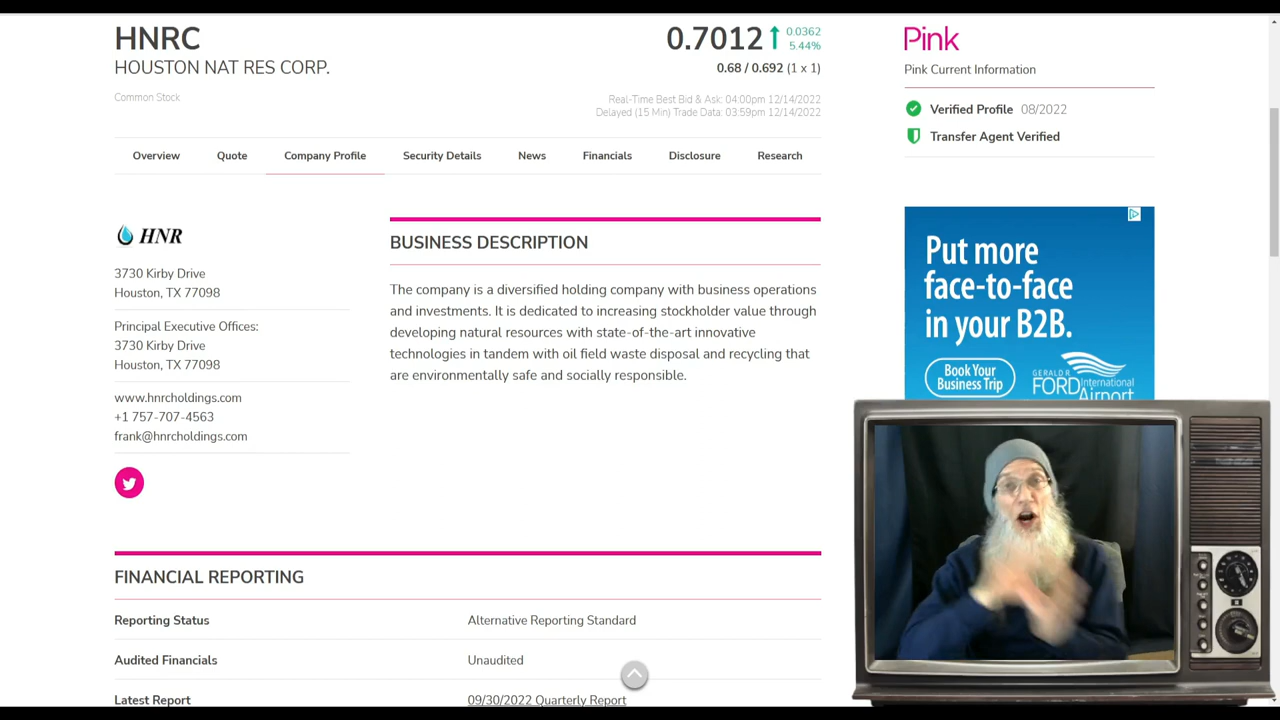 HNRC
HOUSTON NAT RES CORP.
Common Stock
0.7012
0.0362
5.44%
0.68 / 0.692 (1 x 1)
Real-Time Best Bid & Ask: 04:00pm 12/14/2022
Delayed (15 Min) Trade Data: 03:59pm 12/14/2022
Pink
Pink Current Information
Verified Profile 08/2022
Transfer Agent Verified
Overview
Quote
Company Profile
Security Details
News
Financials
Disclosure
Research
HNR
3730 Kirby Drive
Houston, TX 77098
Principal Executive Offices:
3730 Kirby Drive
Houston, TX 77098
www.hnrcholdings.com
+1 757-707-4563
frank@hnrcholdings.com
BUSINESS DESCRIPTION
The company is a diversified holding company with business operations
and investments. It is dedicated to increasing stockholder value through
developing natural resources with state-of-the-art innovative
technologies in tandem with oil field waste disposal and recycling that
are environmentally safe and socially responsible.
Put more
face-to-face
in your B2B.
Book Your
Business Trip
GERALD R
FORD International
Airport
FINANCIAL REPORTING
Reporting Status
Alternative Reporting Standard
Audited Financials
Unaudited
Latest Report
09/30/2022 Quarterly Report